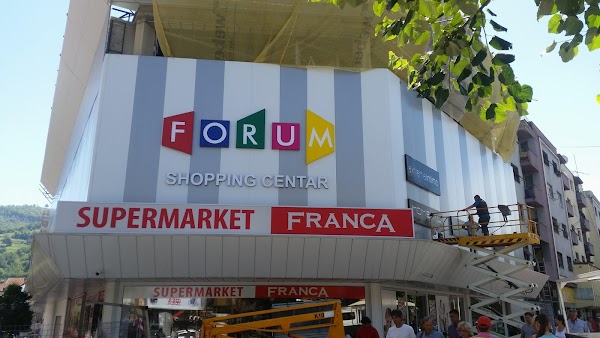 FORUM
SHOPPING CENTAR
SUPERMARKET FRANCA
SUPERMARKET FRANCA